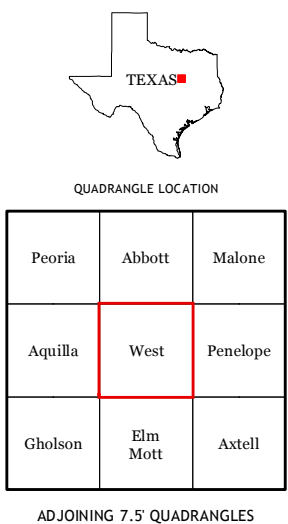 TEXAS
QUADRANGLE LOCATION
Peoria Abbott Malone
Aquilla West Penelope
Gholson Elm Mott Axtell
ADJOINING 7.5' QUADRANGLES